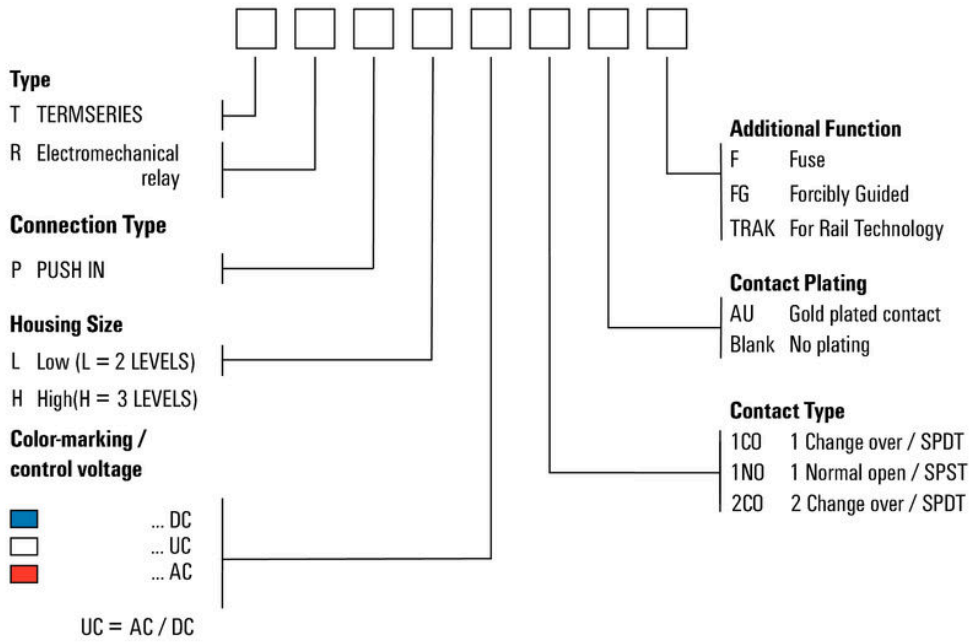 Type
T TERMSERIES
R Electromechanical
relay
Connection Type
P PUSH IN
Housing Size
L Low (L = 2 LEVELS)
H High(H = 3 LEVELS)
Color-marking /
control voltage
... DC
... UC
... AC
UC = AC / DC
Additional Function
F Fuse
FG Forcibly Guided
TRAK For Rail Technology
Contact Plating
AU Gold plated contact
Blank No plating
Contact Type
1CO 1 Change over / SPDT
1NO 1 Normal open / SPST
2CO 2 Change over / SPDT